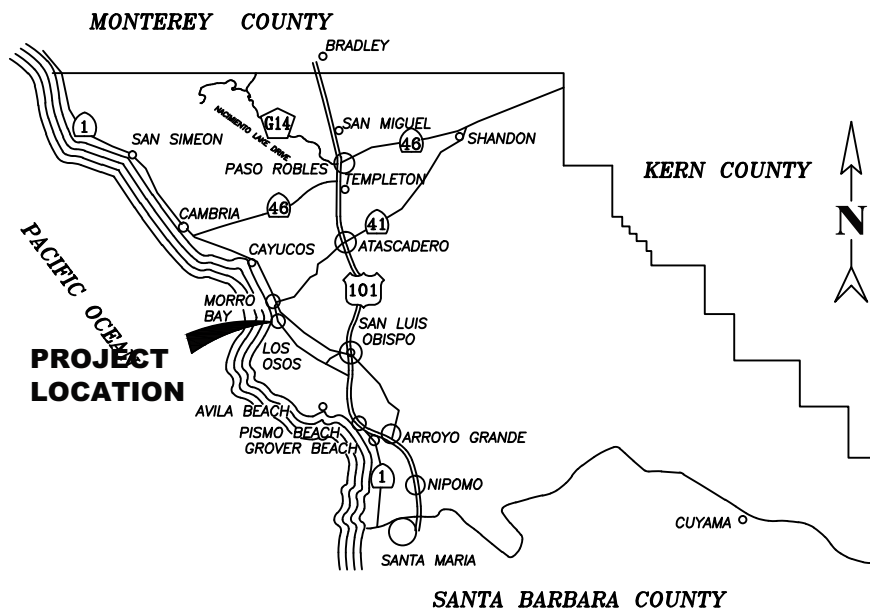 MONTEREY COUNTY
BRADLEY
1
SAN SIMEON
NACIMIENTO LAKE DRIVE
G14
SAN MIGUEL
46
SHANDON
PASO ROBLES
TEMPLETON
KERN COUNTY
46
41
CAMBRIA
N
CAYUCOS
ATASCADERO
PACIFIC OCEAN
101
MORRO
BAY
SAN LUIS
OBISPO
LOS
OSOS
PROJECT
LOCATION
AVILA BEACH
PISMO BEACH
GROVER BEACH
ARROYO GRANDE
1
NIPOMO
CUYAMA
SANTA MARIA
SANTA BARBARA COUNTY